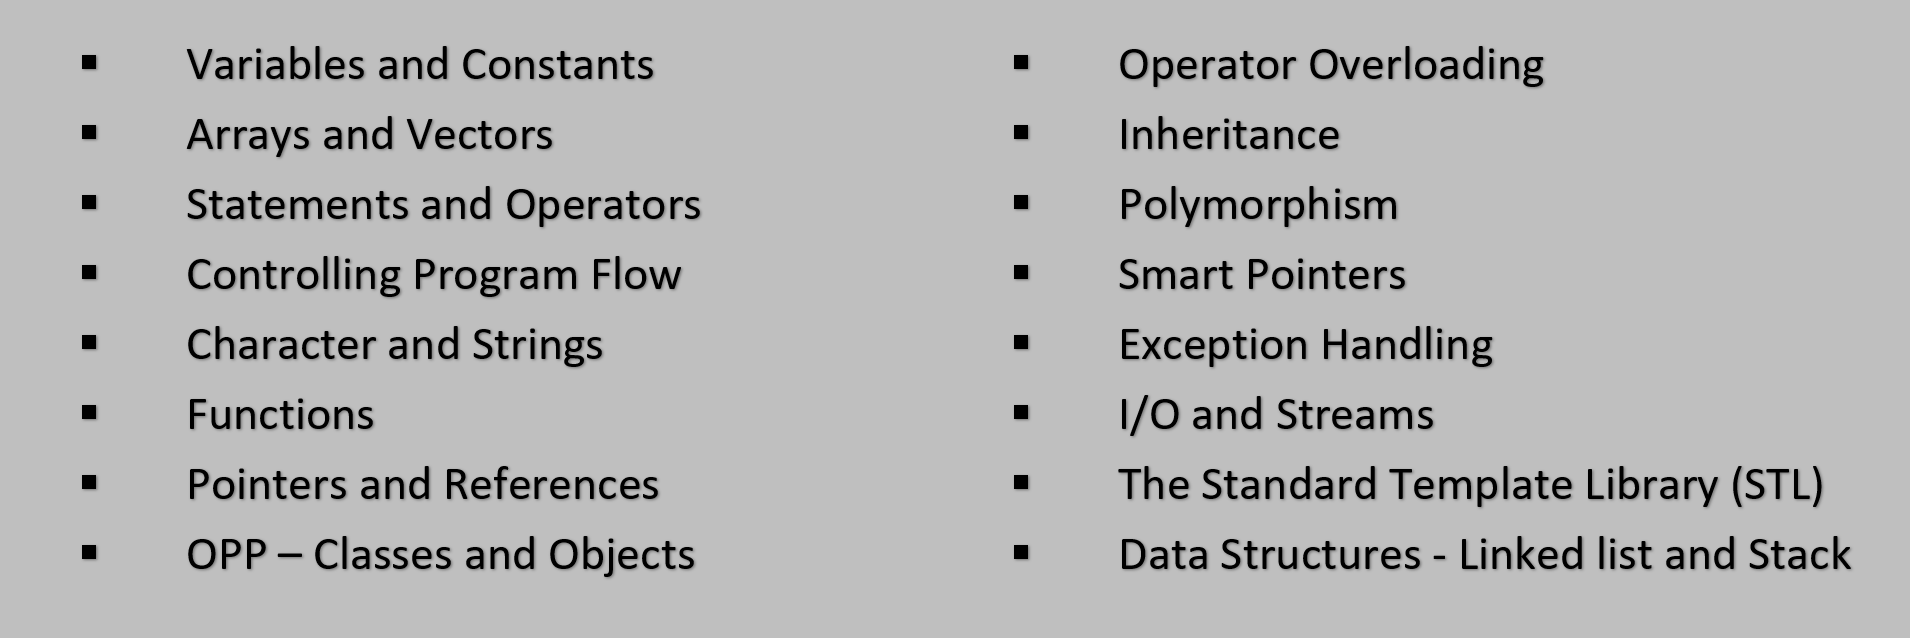 Variables and Constants
Arrays and Vectors
Statements and Operators
Controlling Program Flow
Character and Strings
Functions
Pointers and References
OPP – Classes and Objects
Operator Overloading
Inheritance
Polymorphism
Smart Pointers
Exception Handling
I/O and Streams
The Standard Template Library (STL)
Data Structures - Linked list and Stack